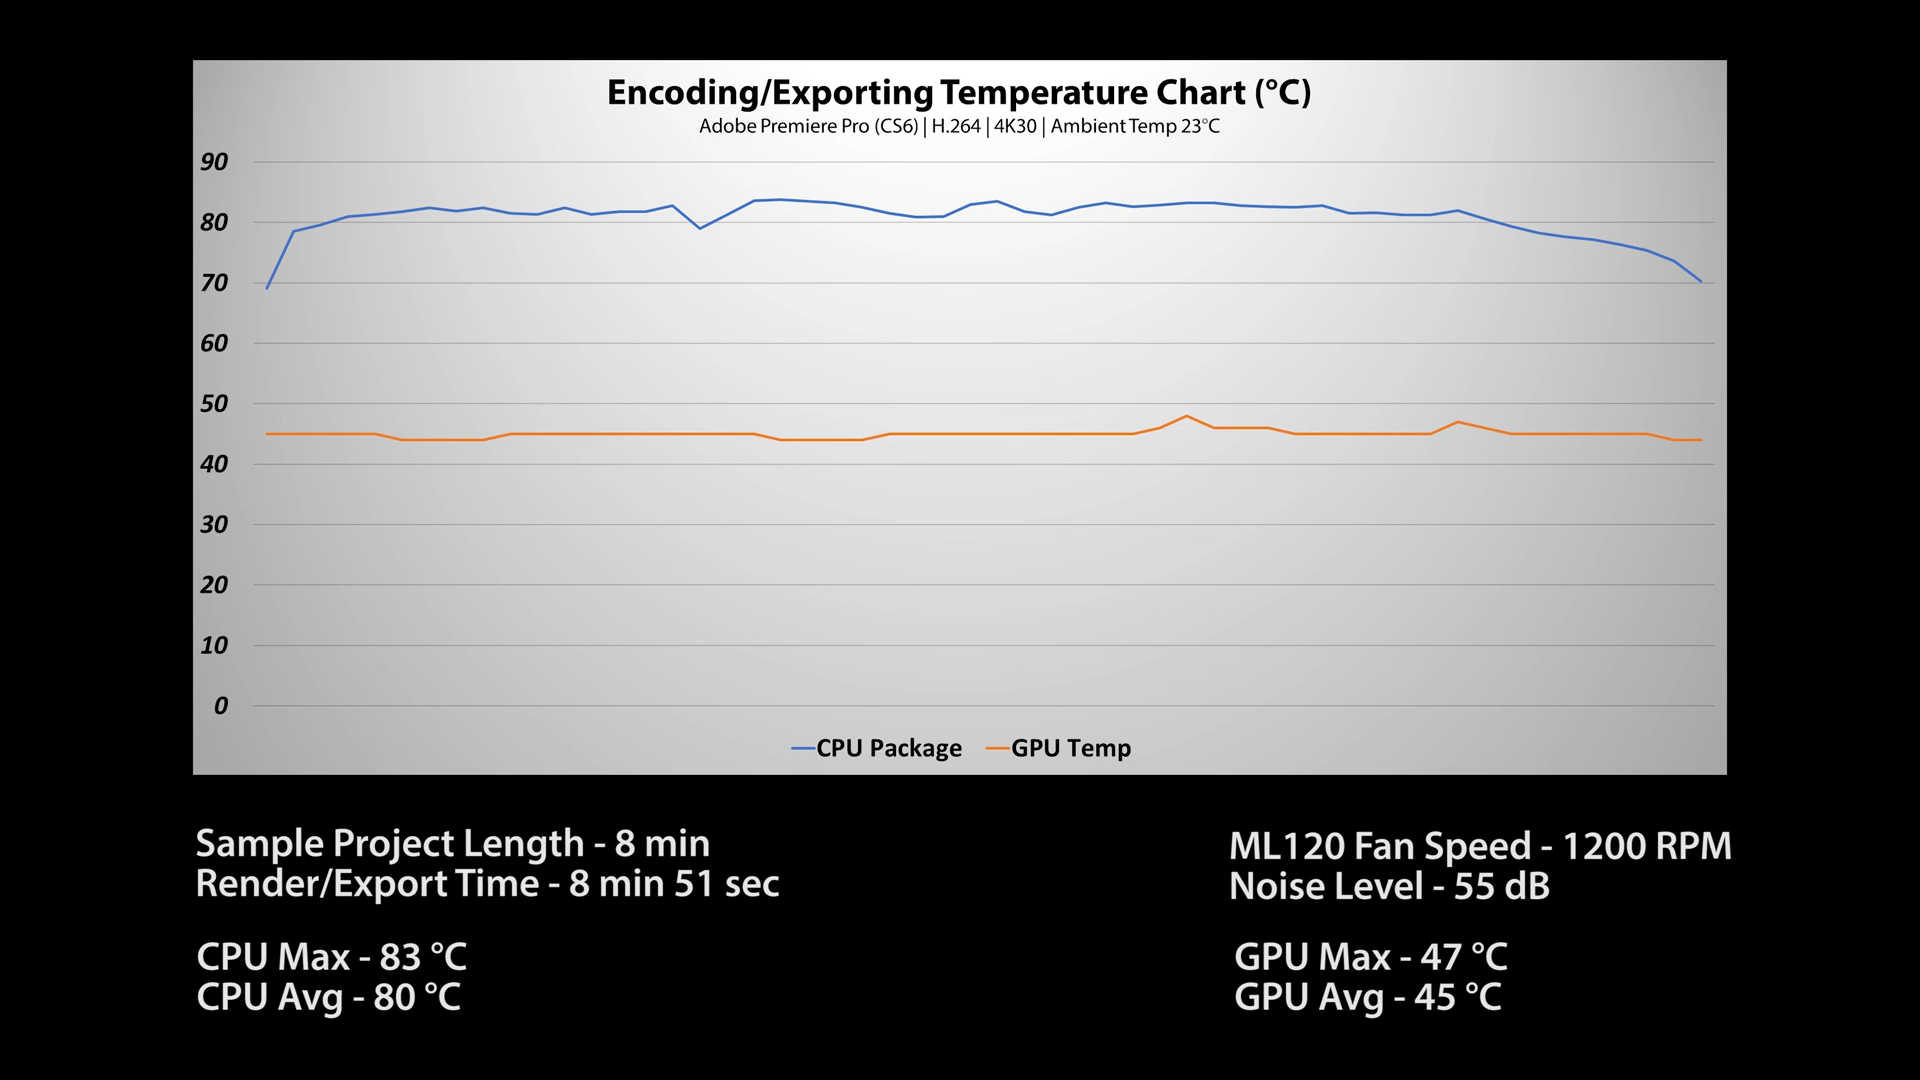 Encoding/Exporting Temperature Chart (°C)
Adobe Premiere Pro (CS6) | H.264 | 4K30 | Ambient Temp 23°C
90
80
70
60
50
40
30
20
10
0
CPU Package GPU Temp
Sample Project Length - 8 min
Render/Export Time - 8 min 51 sec
CPU Max - 83 °C
CPU Avg - 80 °C
ML120 Fan Speed - 1200 RPM
Noise Level - 55 dB
GPU Max - 47 °C
GPU Avg - 45 °C